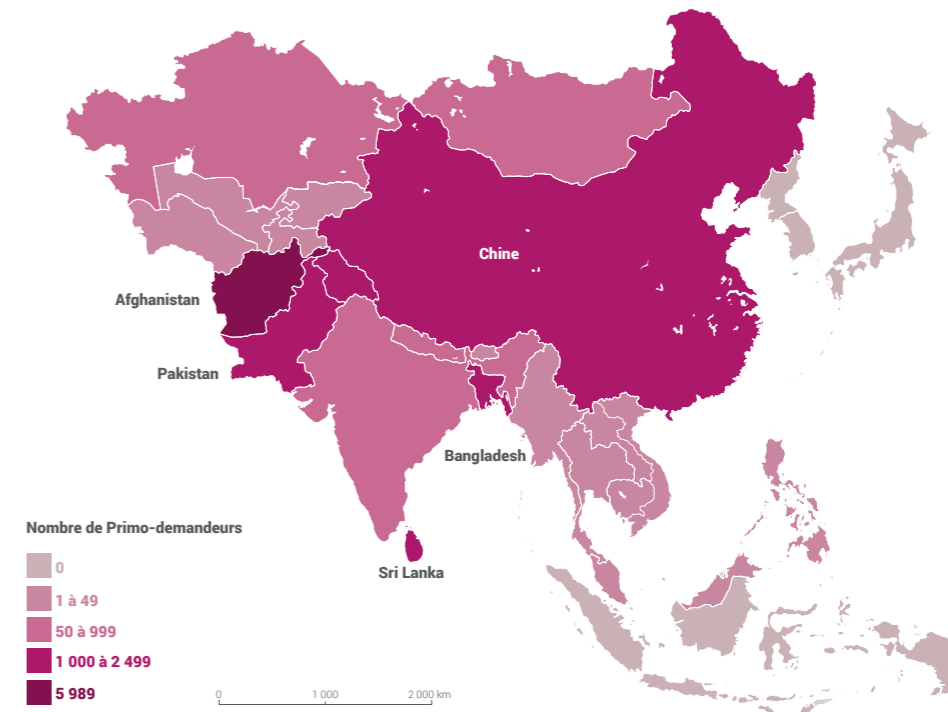 Chine
Afghanistan
Pakistan
Bangladesh
Sri Lanka
Nombre de Primo-demandeurs
0
1 à 49
50 à 999
1 000 à 2 499
5 989
0 1 000 2 000 km